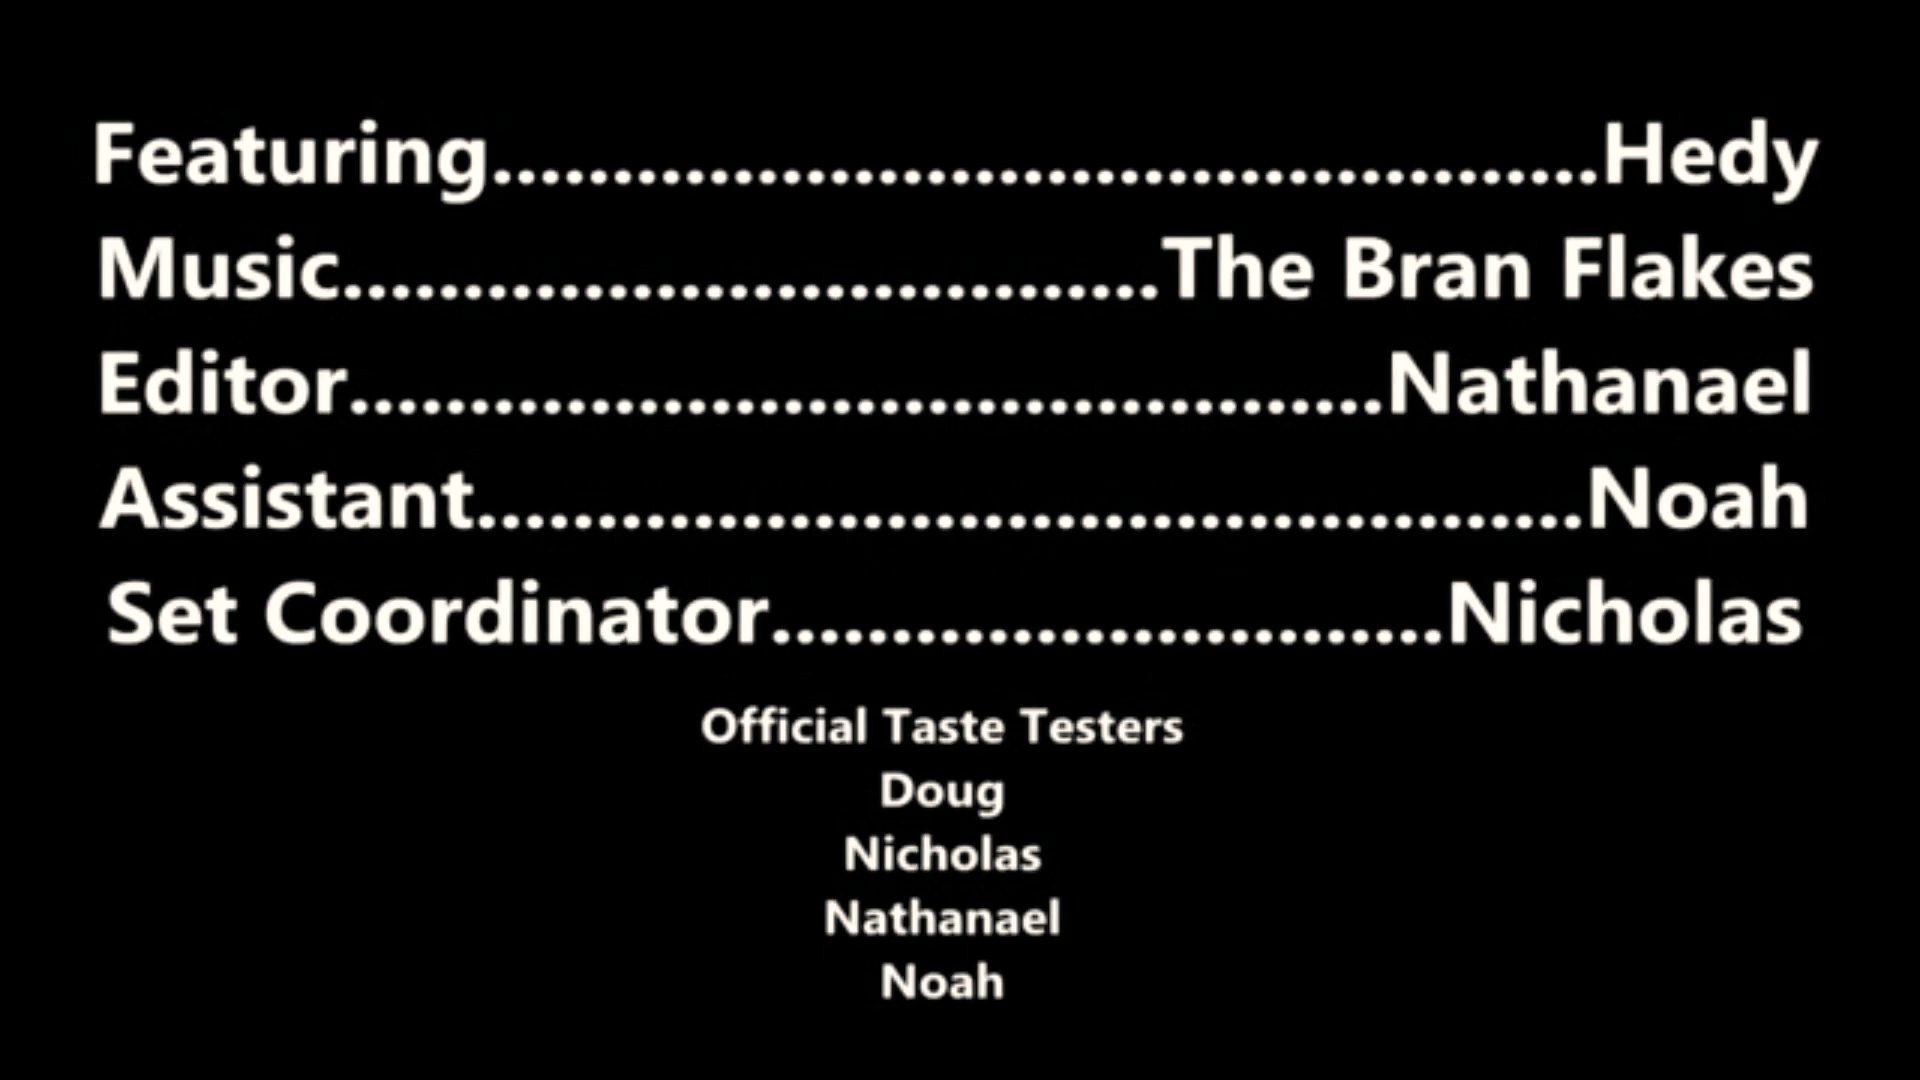 Featuring..............................................Hedy
Music..................................The Bran Flakes
Editor...........................................Nathanael
Assistant..............................................Noah
Set Coordinator............................Nicholas
Official Taste Testers
Doug
Nicholas
Nathanael
Noah